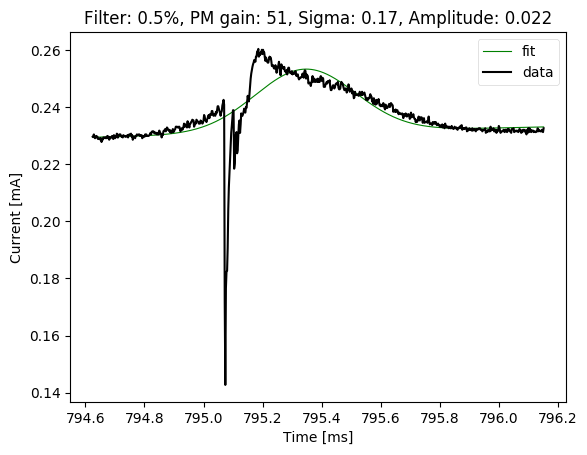 Filter: 0.5%, PM gain: 51, Sigma: 0.17, Amplitude: 0.022
fit
data
Current [mA]
0.26
0.24
0.22
0.20
0.18
0.16
0.14
794.6 794.8 795.0 795.2 795.4 795.6 795.8 796.0 796.2
Time [ms]